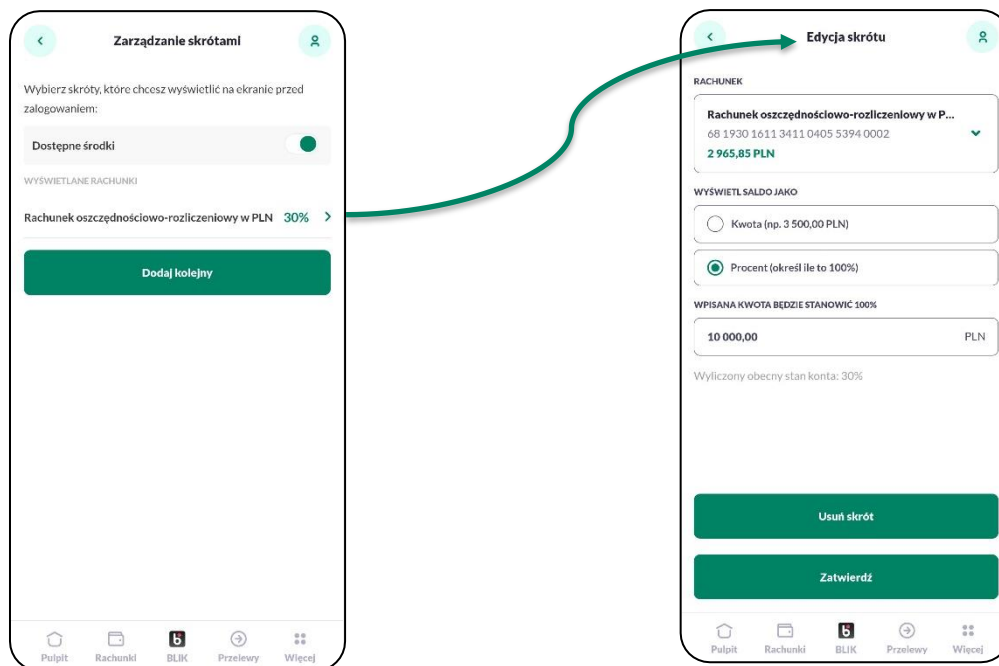 Zarządzanie skrótami
Wybierz skróty, które chcesz wyświetlić na ekranie przed
zalogowaniem:
Dostępne środki
WYŚWIETLANE RACHUNKI
Rachunek oszczędnościowo-rozliczeniowy w PLN 30%
Dodaj kolejny
Pulpit Rachunki BLIK Przelewy Więcej
Edycja skrótu
RACHUNEK
Rachunek oszczędnościowo-rozliczeniowy w P...
68 1930 1611 3411 0405 5394 0002
2 965,85 PLN
WYŚWIETL SALDO JAKO
Kwota (np. 3 500,00 PLN)
Procent (określ ile to 100%)
WPISANA KWOTA BĘDZIE STANOWIĆ 100%
10 000,00 PLN
Wyliczony obecny stan konta: 30%
Usuń skrót
Zatwierdź
Pulpit Rachunki BLIK Przelewy Więcej